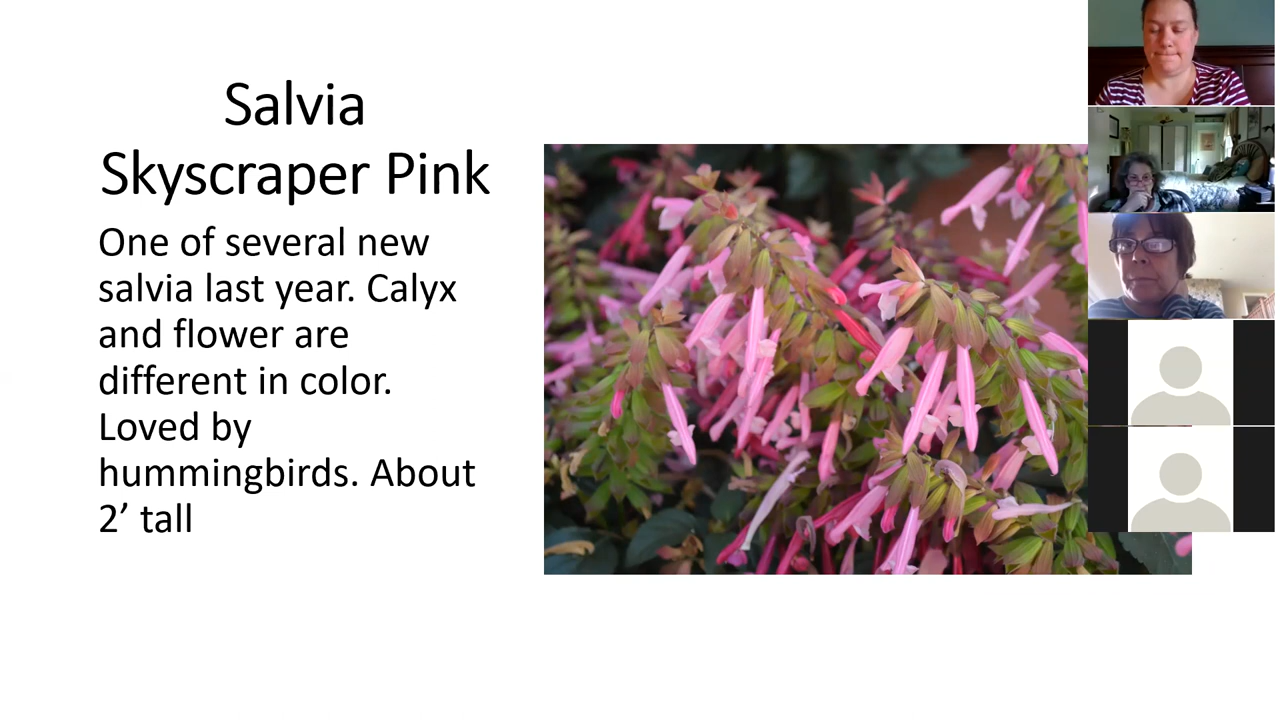 Salvia
Skyscraper Pink
One of several new
salvia last year. Calyx
and flower are
different in color.
Loved by
hummingbirds. About
2’ tall